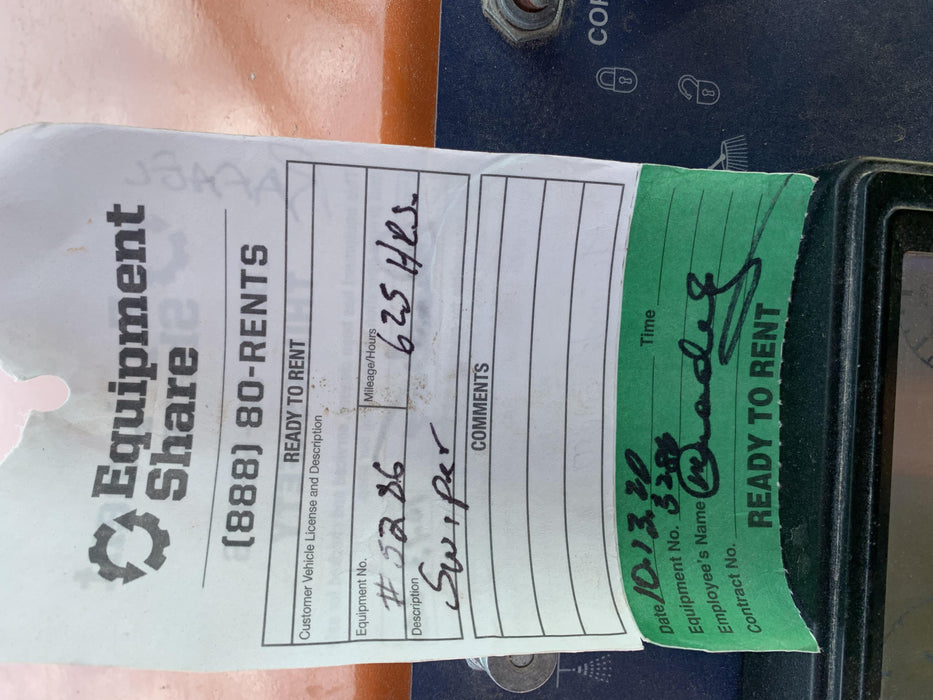 Equipment
Share
(888) 80-RENTS
READY TO RENT
Customer Vehicle License and Description
Equipment No. Mileage/Hours
#5286 625 HRS.
Description
Swiper
COMMENTS
Date 10.13.20 Time
Equipment No.
Employee's Name
Contract No.
READY TO RENT